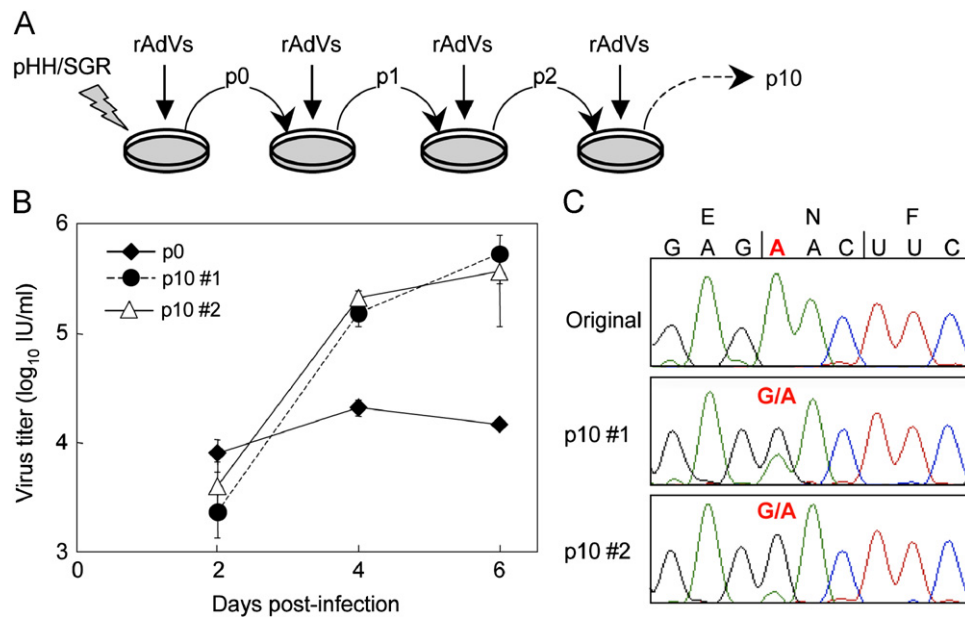 A
rAdVs rAdVs rAdVs rAdVs
pHH/SGR p0 p1 p2 p10
B
Virus titer (log10 IU/ml)
6
5
4
3
p0
p10 #1
p10 #2
0 2 4 6
Days post-infection
C
E N F
G A G A A C U U C
Original
G/A
p10 #1
G/A
p10 #2